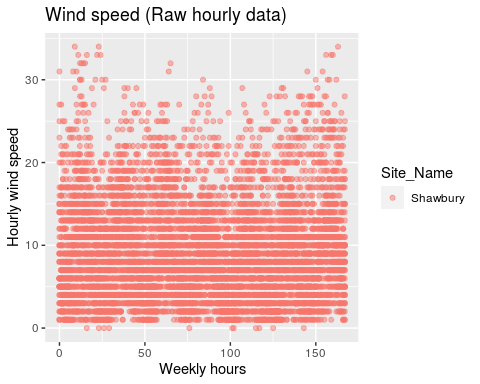 Wind speed (Raw hourly data)
30
20
10
0
Hourly wind speed
0 50 100 150
Weekly hours
Site_Name
Shawbury